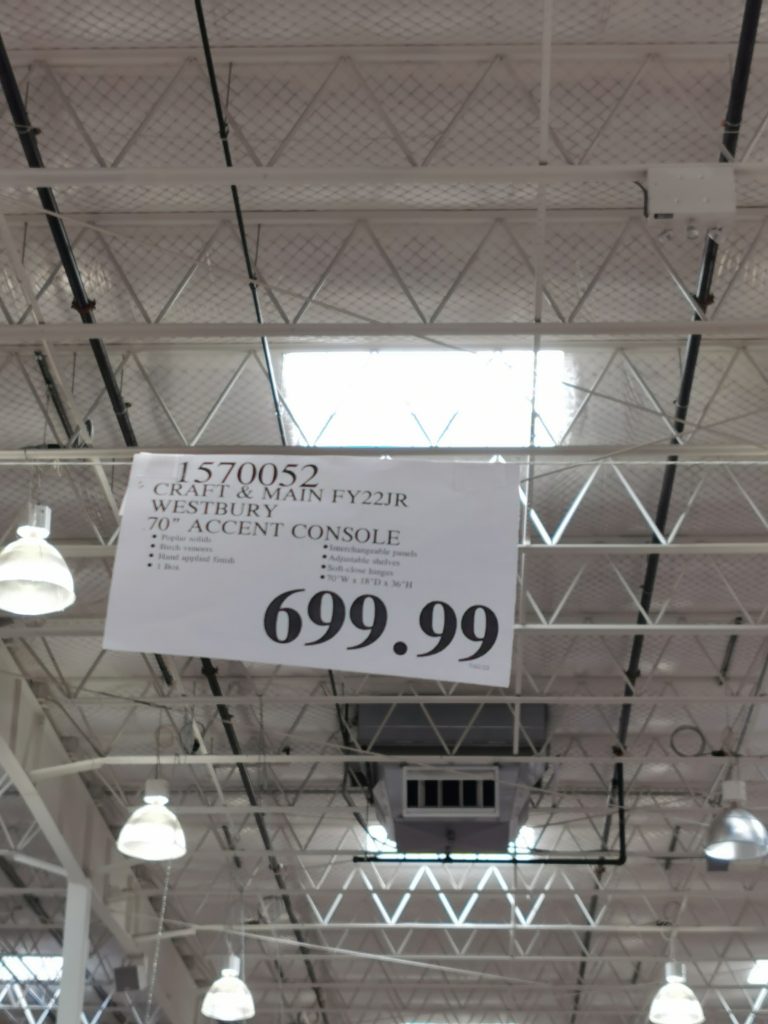 1570052
CRAFT & MAIN FY22JR
WESTBURY
70" ACCENT CONSOLE
• Poplar solids
• Birch veneers
• Hand applied finish
• 1 Box
• Interchangeable panels
• Adjustable shelves
• Soft-close hinges
• 70"W x 18"D x 36"H
699.99